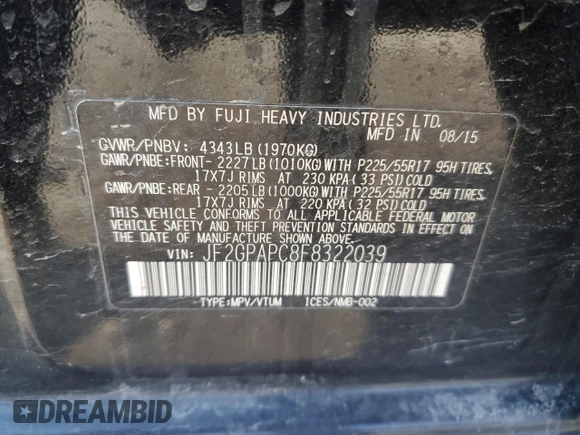 MFD BY FUJI HEAVY INDUSTRIES LTD.
MFD IN 08/15
GVWR/PNBV: 4343LB (1970KG)
GAWR/PNBE:FRONT- 2227LB (1010KG) WITH P225/55R17 95H TIRES,
17X7J RIMS AT 230 KPA ( 33 PSI) COLD
GAWR/PNBE:REAR - 2205LB (1000KG) WITH P225/55R17 95H TIRES,
17X7J RIMS AT 220 KPA ( 32 PSI) COLD
THIS VEHICLE CONFORMS TO ALL APPLICABLE FEDERAL MOTOR
VEHICLE SAFETY AND THEFT PREVENTION STANDARDS IN EFFECT
ON THE DATE OF MANUFACTURE SHOWN ABOVE.
VIN: JF2GPAPC8F8322039
TYPE:MPV/VTUM ICES/NMB-002
DREAMBID